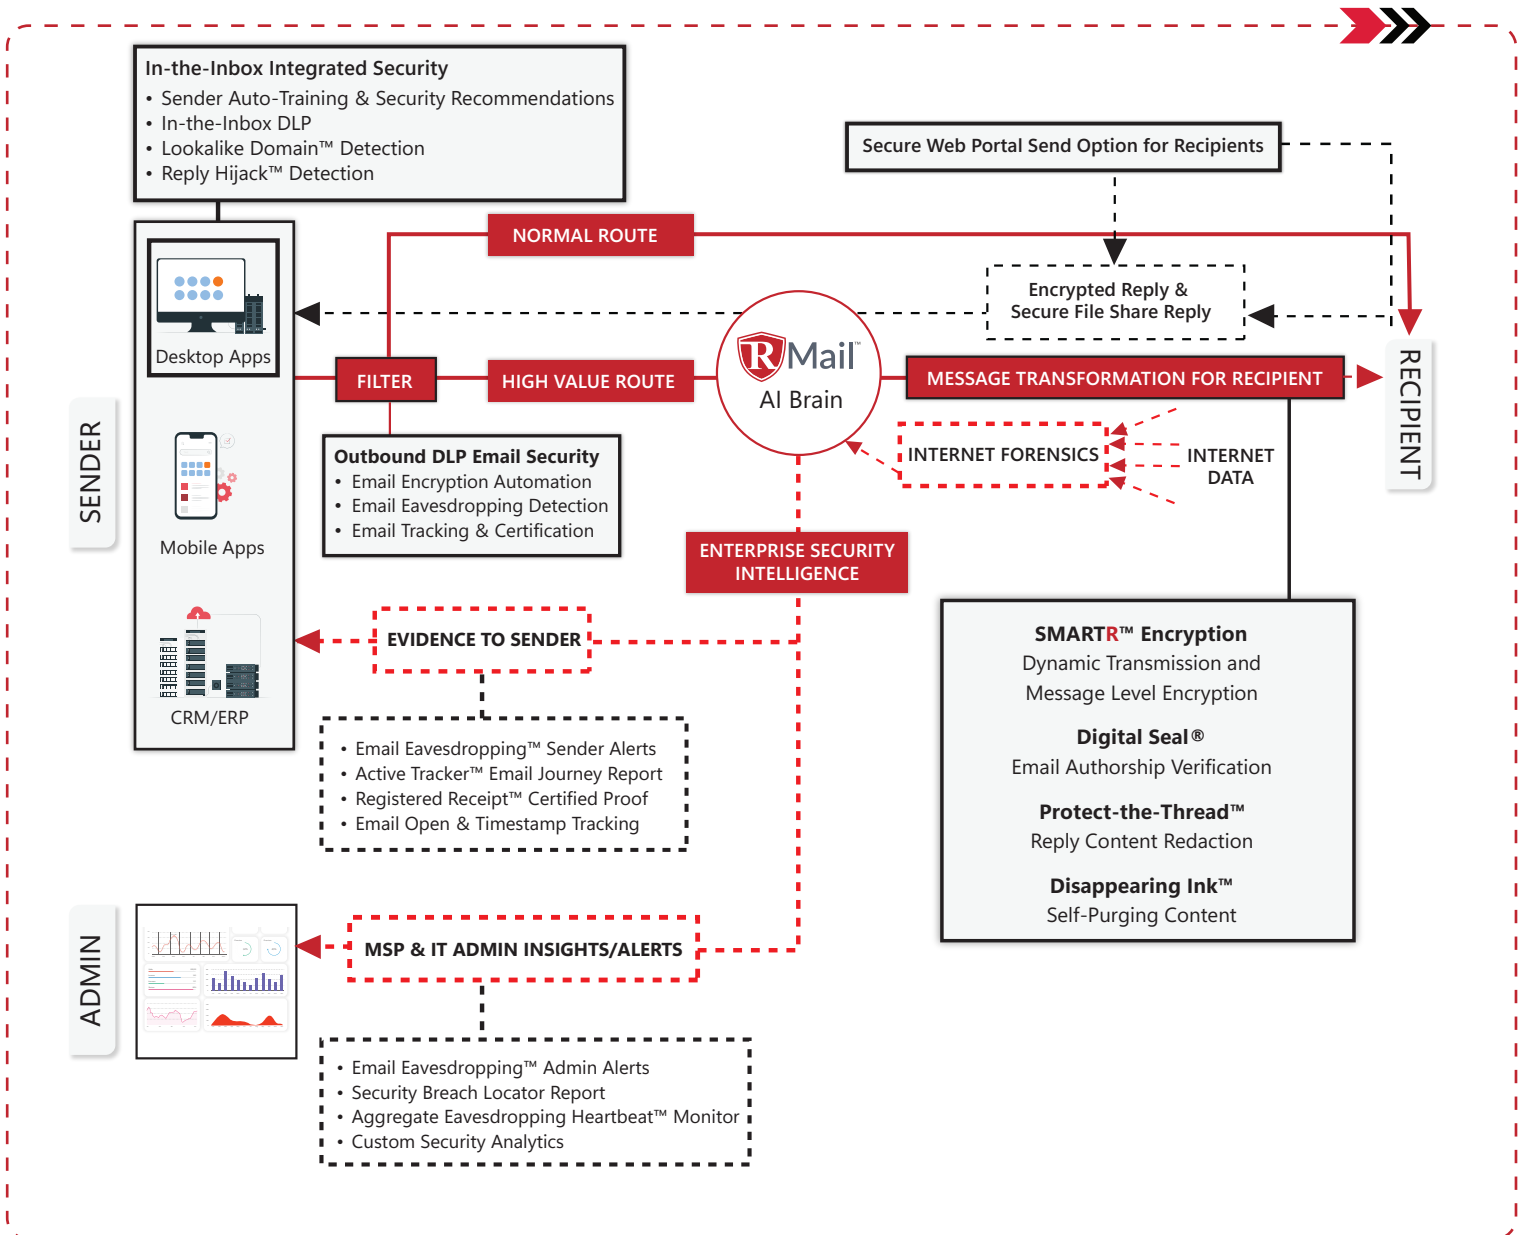 In-the-Inbox Integrated Security
• Sender Auto-Training & Security Recommendations
• In-the-Inbox DLP
• Lookalike Domain™ Detection
• Reply Hijack™ Detection
Secure Web Portal Send Option for Recipients
NORMAL ROUTE
Encrypted Reply &
Secure File Share Reply
SENDER
Desktop Apps
Mobile Apps
CRM/ERP
FILTER
HIGH VALUE ROUTE
RMail™
AI Brain
MESSAGE TRANSFORMATION FOR RECIPIENT
RECIPIENT
Outbound DLP Email Security
• Email Encryption Automation
• Email Eavesdropping Detection
• Email Tracking & Certification
INTERNET FORENSICS
INTERNET
DATA
ENTERPRISE SECURITY
INTELLIGENCE
EVIDENCE TO SENDER
• Email Eavesdropping™ Sender Alerts
• Active Tracker™ Email Journey Report
• Registered Receipt™ Certified Proof
• Email Open & Timestamp Tracking
SMARTR™ Encryption
Dynamic Transmission and
Message Level Encryption
Digital Seal®
Email Authorship Verification
Protect-the-Thread™
Reply Content Redaction
Disappearing Ink™
Self-Purging Content
ADMIN
MSP & IT ADMIN INSIGHTS/ALERTS
• Email Eavesdropping™ Admin Alerts
• Security Breach Locator Report
• Aggregate Eavesdropping Heartbeat™ Monitor
• Custom Security Analytics